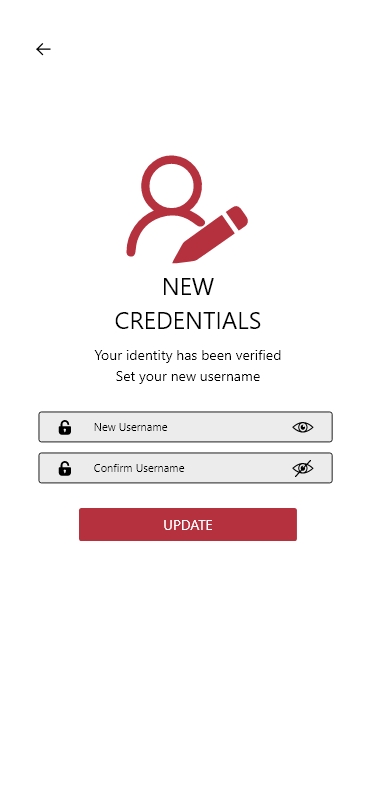 NEW
CREDENTIALS
Your identity has been verified
Set your new username
New Username
Confirm Username
UPDATE